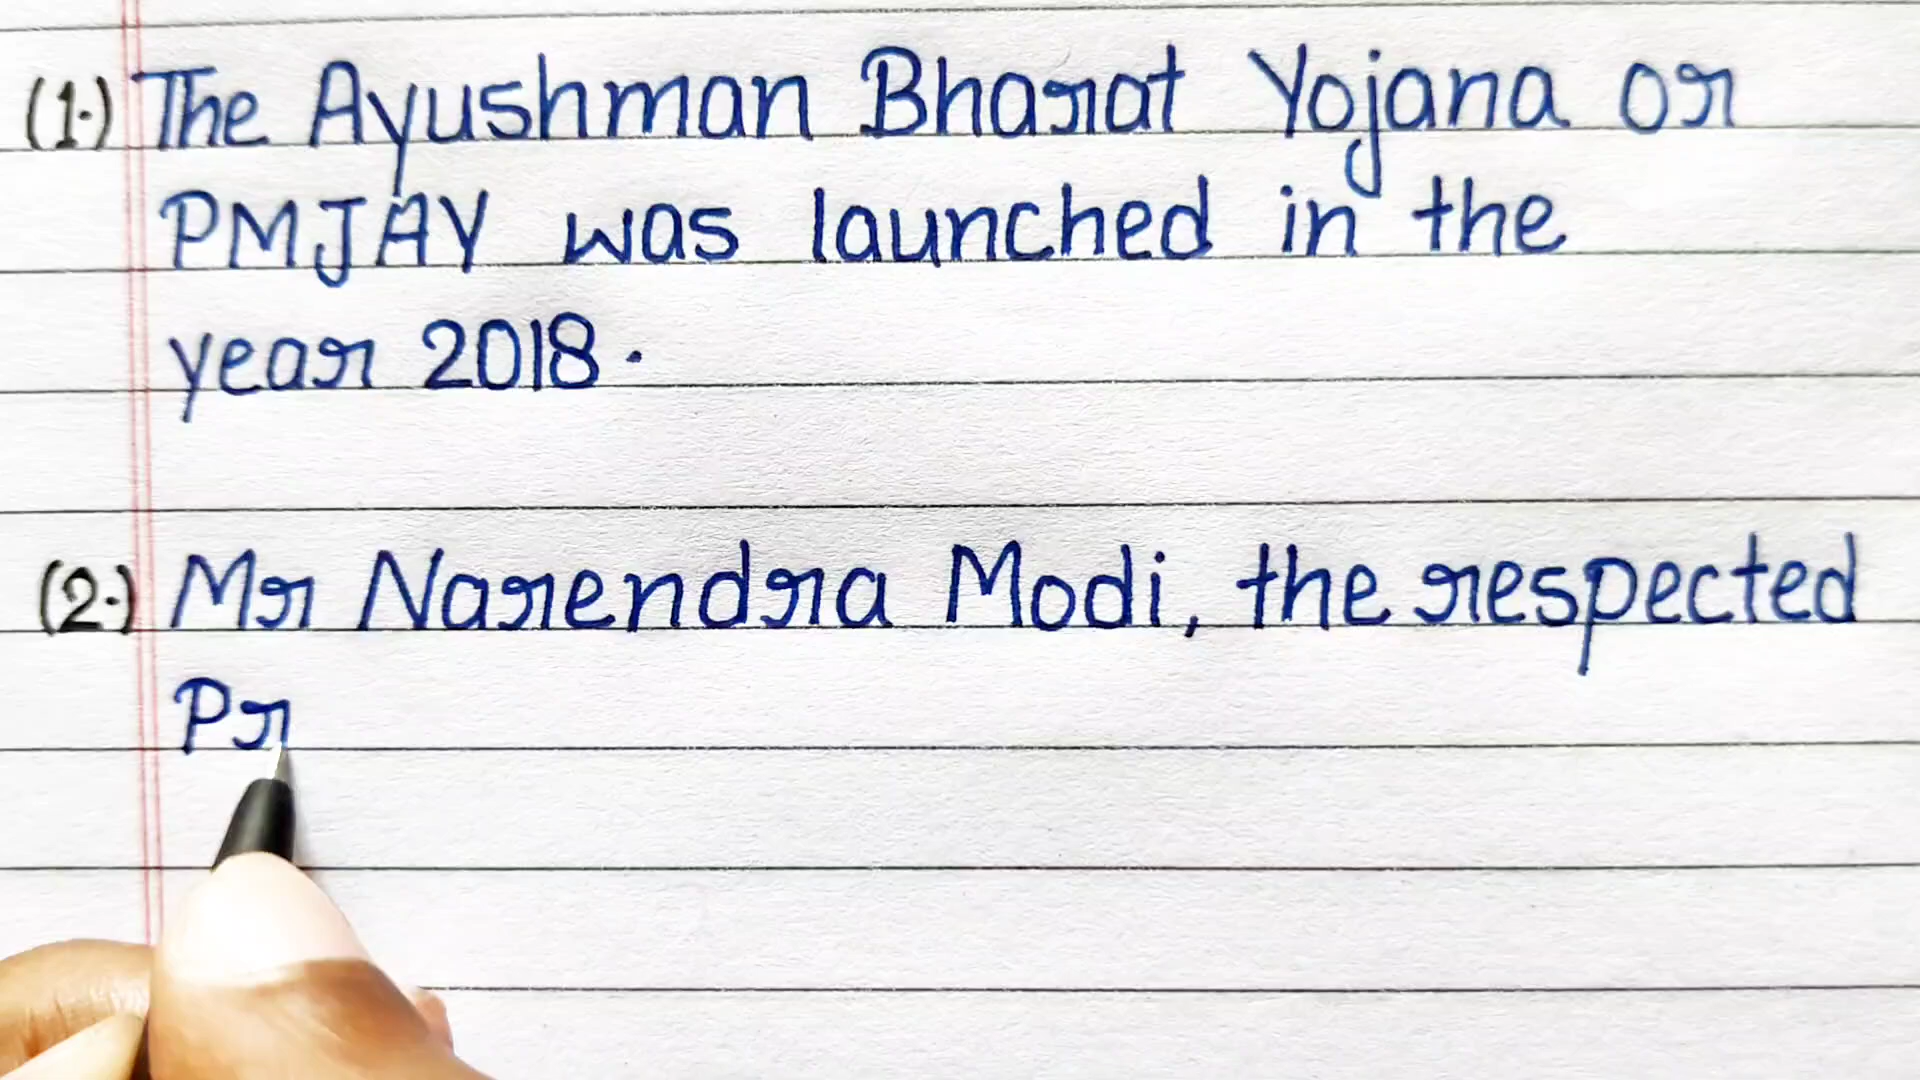 (1.) The Ayushman Bharat Yojana or
PMJAY was launched in the
year 2018.
(2.) Mr Narendra Modi, the respected
Pr